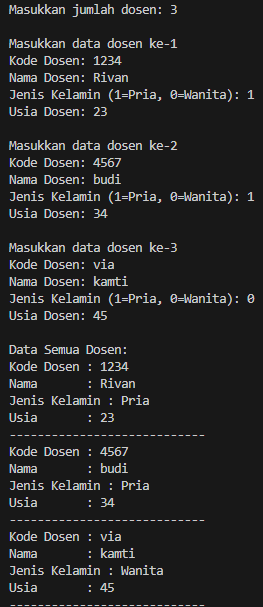 Masukkan jumlah dosen: 3
Masukkan data dosen ke-1
Kode Dosen: 1234
Nama Dosen: Rivan
Jenis Kelamin (1=Pria, 0=Wanita): 1
Usia Dosen: 23
Masukkan data dosen ke-2
Kode Dosen: 4567
Nama Dosen: budi
Jenis Kelamin (1=Pria, 0=Wanita): 1
Usia Dosen: 34
Masukkan data dosen ke-3
Kode Dosen: via
Nama Dosen: kamti
Jenis Kelamin (1=Pria, 0=Wanita): 0
Usia Dosen: 45
Data Semua Dosen:
Kode Dosen : 1234
Nama       : Rivan
Jenis Kelamin : Pria
Usia       : 23
----------------------------
Kode Dosen : 4567
Nama       : budi
Jenis Kelamin : Pria
Usia       : 34
----------------------------
Kode Dosen : via
Nama       : kamti
Jenis Kelamin : Wanita
Usia       : 45
----------------------------